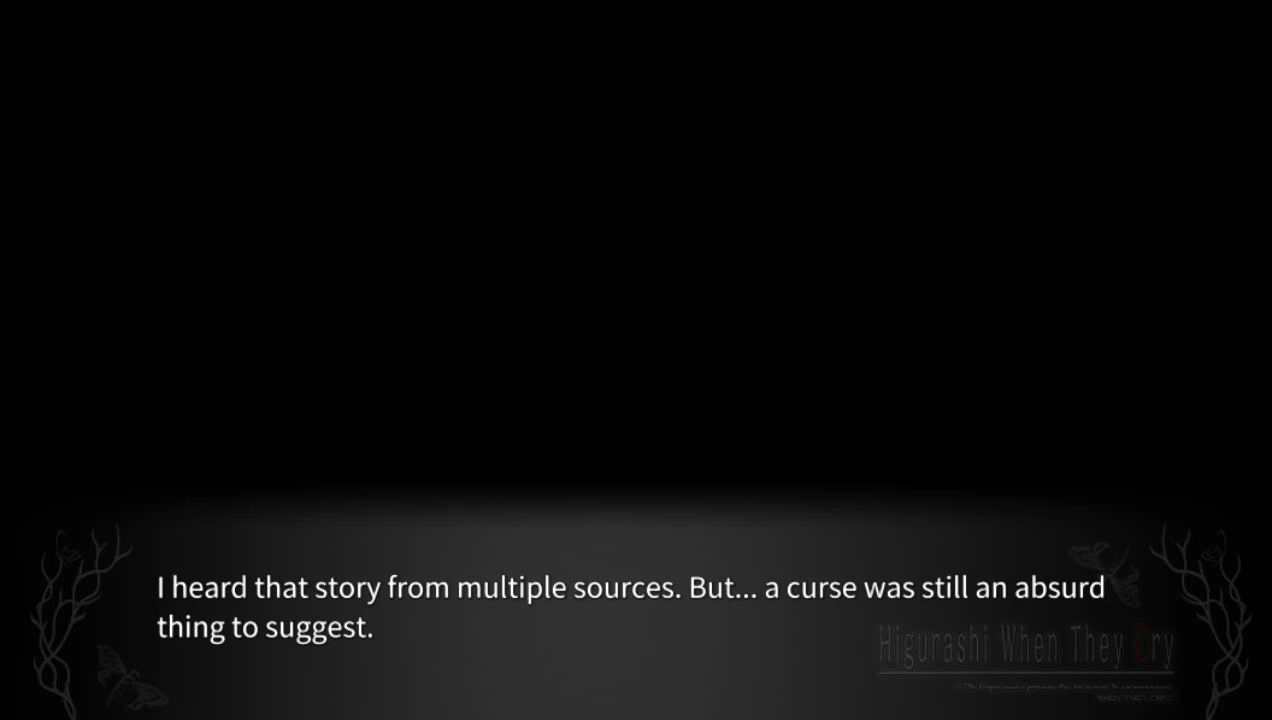 I heard that story from multiple sources. But... a curse was still an absurd
thing to suggest.
Higurashi When They Cry